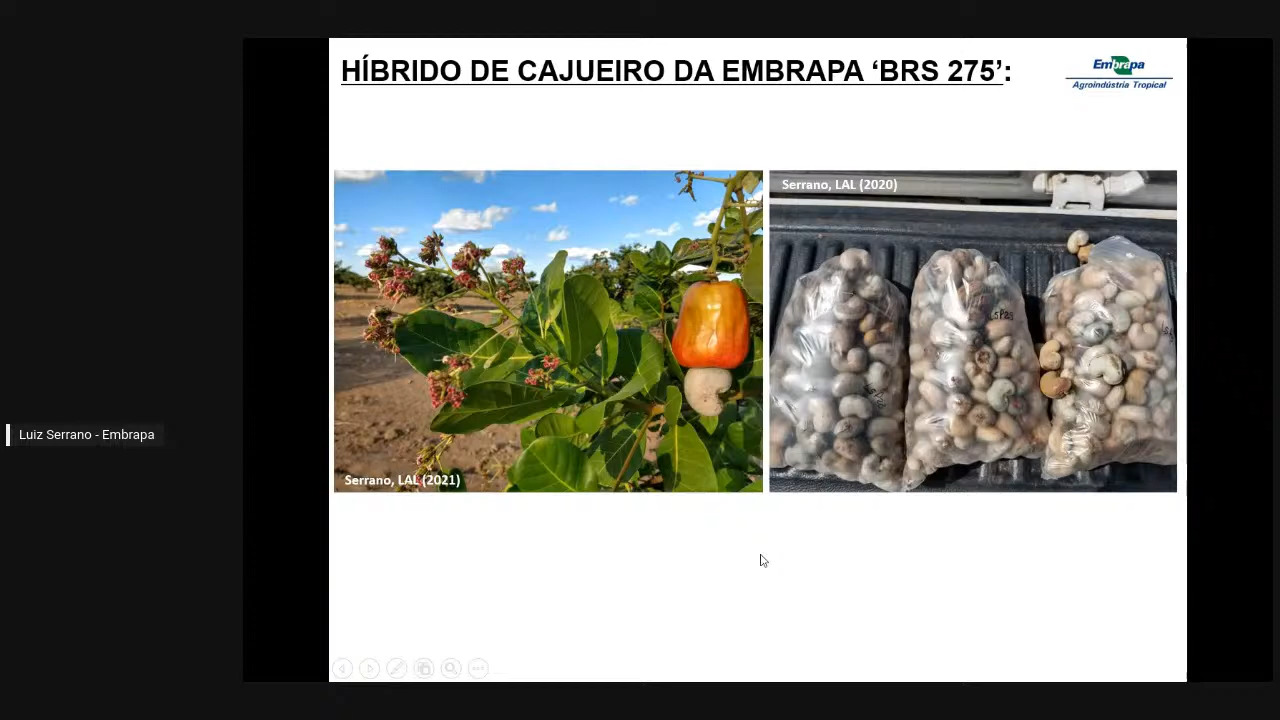 HÍBRIDO DE CAJUEIRO DA EMBRAPA ‘BRS 275’:
Embrapa
Agroindústria Tropical
Serrano, LAL (2020)
Luiz Serrano - Embrapa
Serrano, LAL (2021)